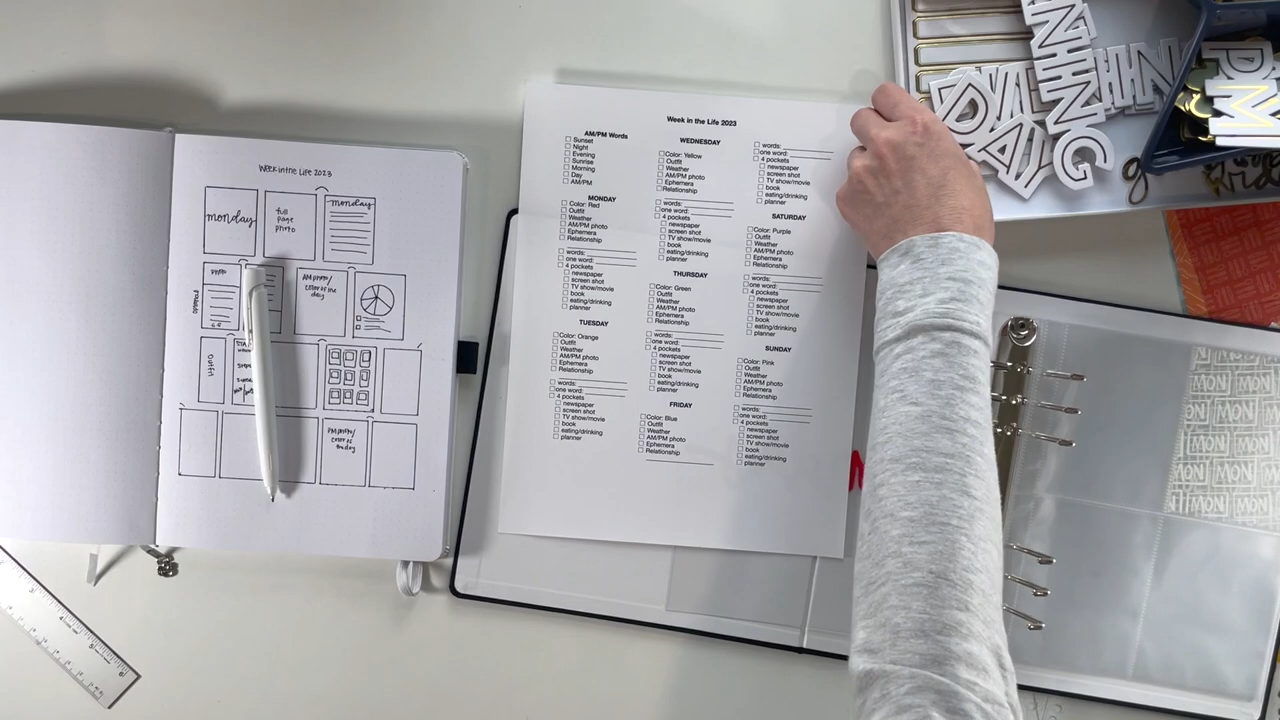 Week in the Life 2023
monday
full
page
photo
monday
PHOTO
AM/PHOTO/
COLOR OF THE
DAY
OUTFIT
PM/PHOTO/
COLOR OF
THE DAY
Week in the Life 2023
AM/PM Words
Sunset
Night
Evening
Sunrise
Morning
Day
AM/PM
MONDAY
Color: Red
Outfit
Weather
AM/PM photo
Ephemera
Relationship
words:
one word:
4 pockets
newspaper
screen shot
TV show/movie
book
eating/drinking
planner
TUESDAY
Color: Orange
Outfit
Weather
AM/PM photo
Ephemera
Relationship
words:
one word:
4 pockets
newspaper
screen shot
TV show/movie
book
eating/drinking
planner
WEDNESDAY
Color: Yellow
Outfit
Weather
AM/PM photo
Ephemera
Relationship
words:
one word:
4 pockets
newspaper
screen shot
TV show/movie
book
eating/drinking
planner
THURSDAY
Color: Green
Outfit
Weather
AM/PM photo
Ephemera
Relationship
words:
one word:
4 pockets
newspaper
screen shot
TV show/movie
book
eating/drinking
planner
FRIDAY
Color: Blue
Outfit
Weather
AM/PM photo
Ephemera
Relationship
words:
one word:
4 pockets
newspaper
screen shot
TV show/movie
book
eating/drinking
planner
SATURDAY
Color: Purple
Outfit
Weather
AM/PM photo
Ephemera
Relationship
words:
one word:
4 pockets
newspaper
screen shot
TV show/movie
book
eating/drinking
planner
SUNDAY
Color: Pink
Outfit
Weather
AM/PM photo
Ephemera
Relationship
words:
one word:
4 pockets
newspaper
screen shot
TV show/movie
book
eating/drinking
planner
DAY
PM
MON MON
MON MON
MON MON
MON MON